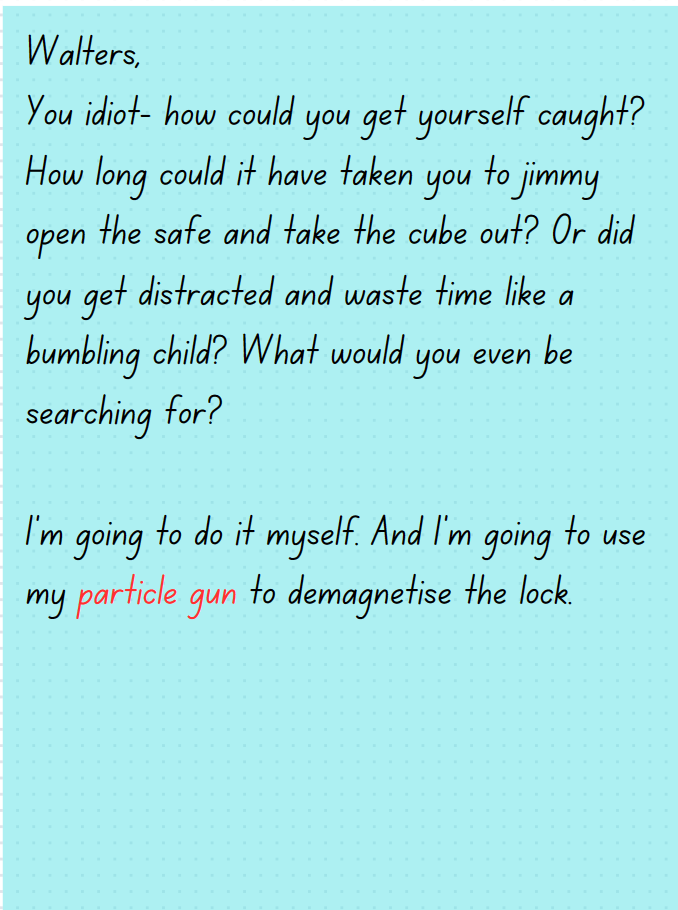 Walters,
You idiot- how could you get yourself caught?
How long could it have taken you to jimmy
open the safe and take the cube out? Or did
you get distracted and waste time like a
bumbling child? What would you even be
searching for?
I'm going to do it myself. And I'm going to use
my particle gun to demagnetise the lock.